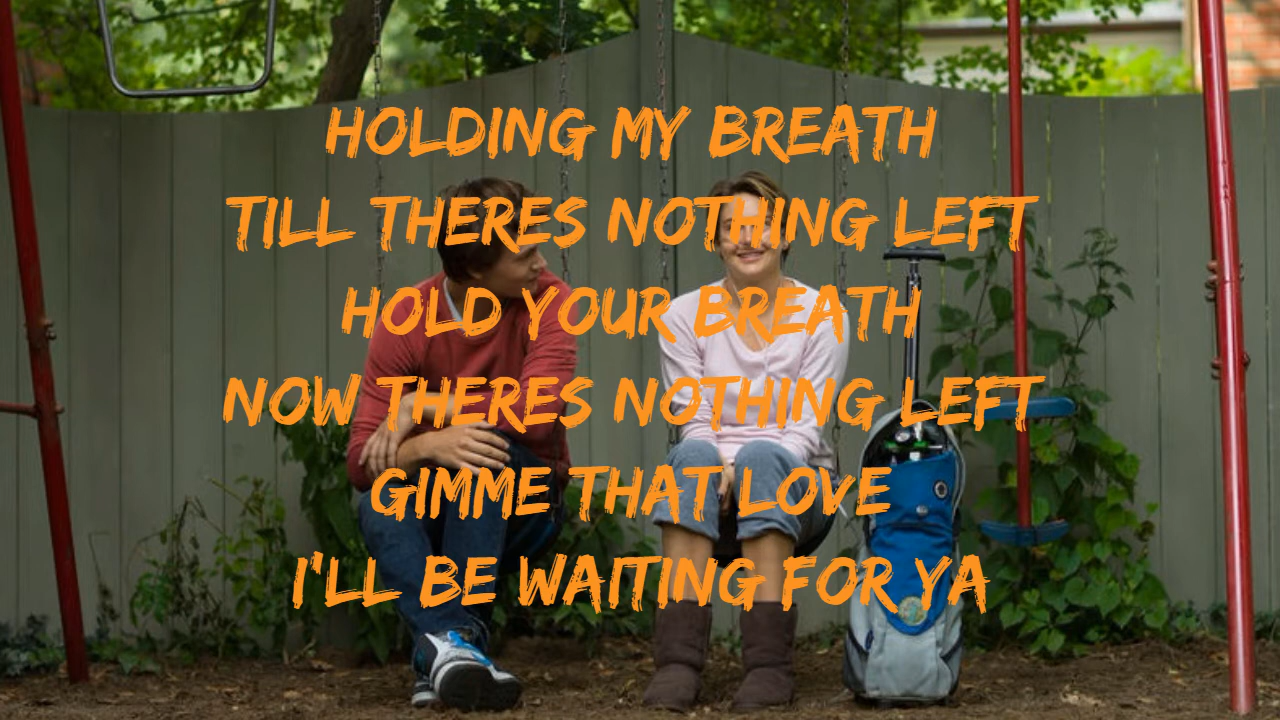 HOLDING MY BREATH
TILL THERES NOTHING LEFT
HOLD YOUR BREATH
NOW THERES NOTHING LEFT
GIMME THAT LOVE
I'LL BE WAITING FOR YA